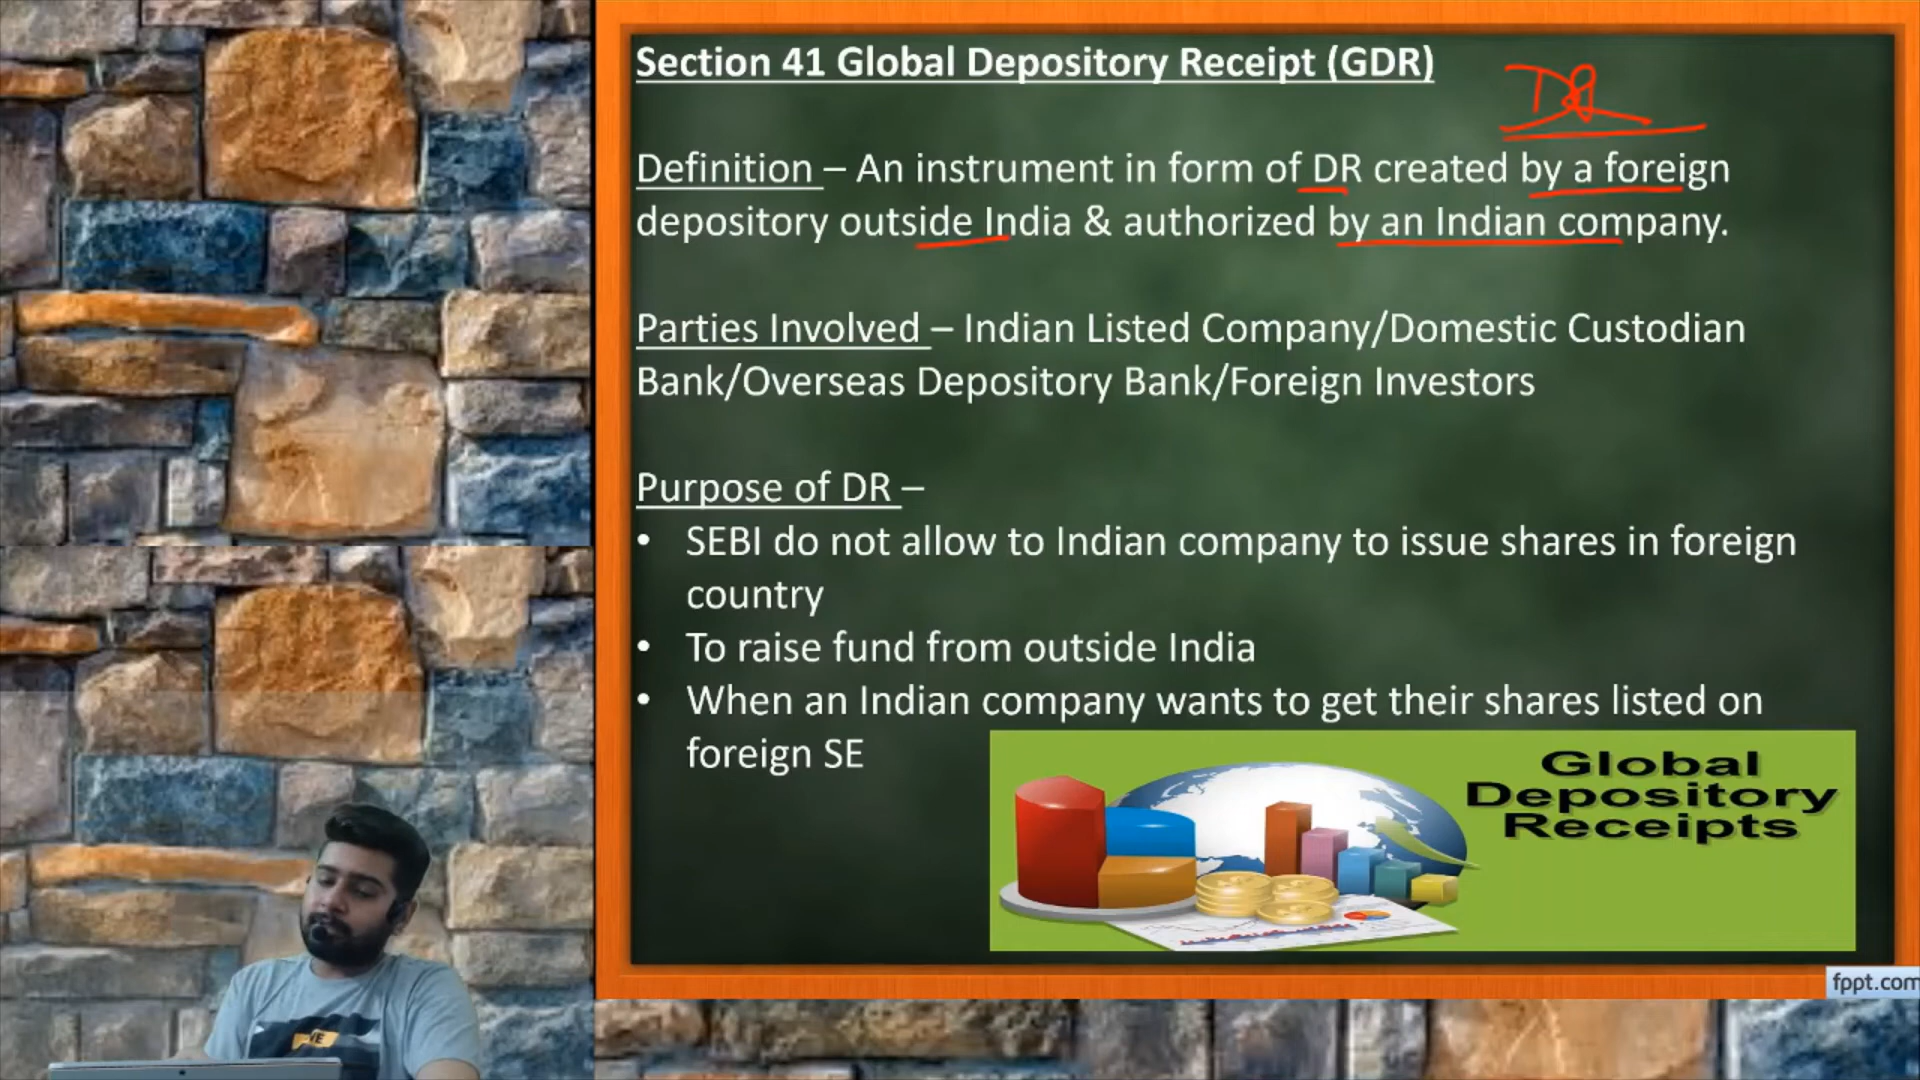 Section 41 Global Depository Receipt (GDR)
DR
Definition – An instrument in form of DR created by a foreign
depository outside India & authorized by an Indian company.
Parties Involved – Indian Listed Company/Domestic Custodian
Bank/Overseas Depository Bank/Foreign Investors
Purpose of DR –
• SEBI do not allow to Indian company to issue shares in foreign
country
• To raise fund from outside India
• When an Indian company wants to get their shares listed on
foreign SE
Global
Depository
Receipts
fppt.com